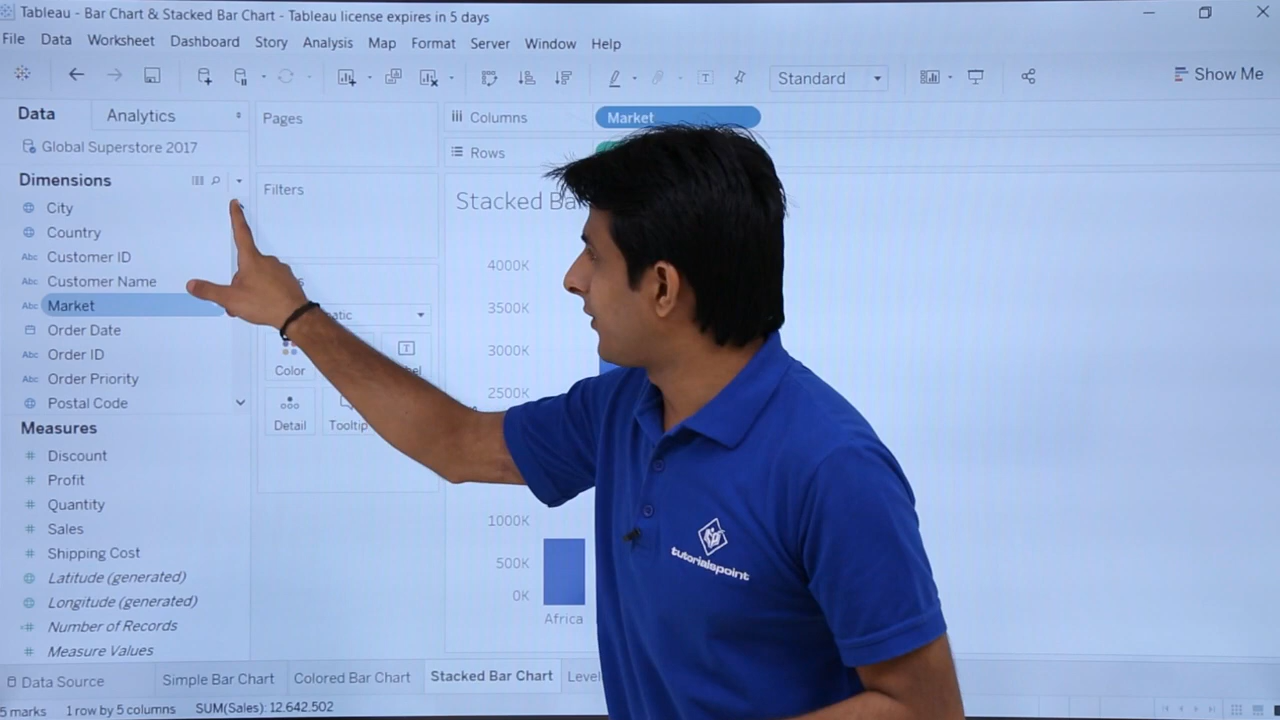 Tableau - Bar Chart & Stacked Bar Chart - Tableau license expires in 5 days
File Data Worksheet Dashboard Story Analysis Map Format Server Window Help
Standard
Show Me
Data Analytics
Global Superstore 2017
Dimensions
City
Country
Abc Customer ID
Abc Customer Name
Abc Market
Order Date
Abc Order ID
Abc Order Priority
Postal Code
Measures
# Discount
# Profit
# Quantity
# Sales
# Shipping Cost
Latitude (generated)
Longitude (generated)
Number of Records
# Measure Values
Pages
Filters
Color
Detail
Tooltip
Columns Market
Rows
Stacked
4000K
3500K
3000K
2500K
1000K
500K
0K
Africa
tutorialspoint
Data Source Simple Bar Chart Colored Bar Chart Stacked Bar Chart
5 marks 1 row by 5 columns SUM(Sales): 12.642.502